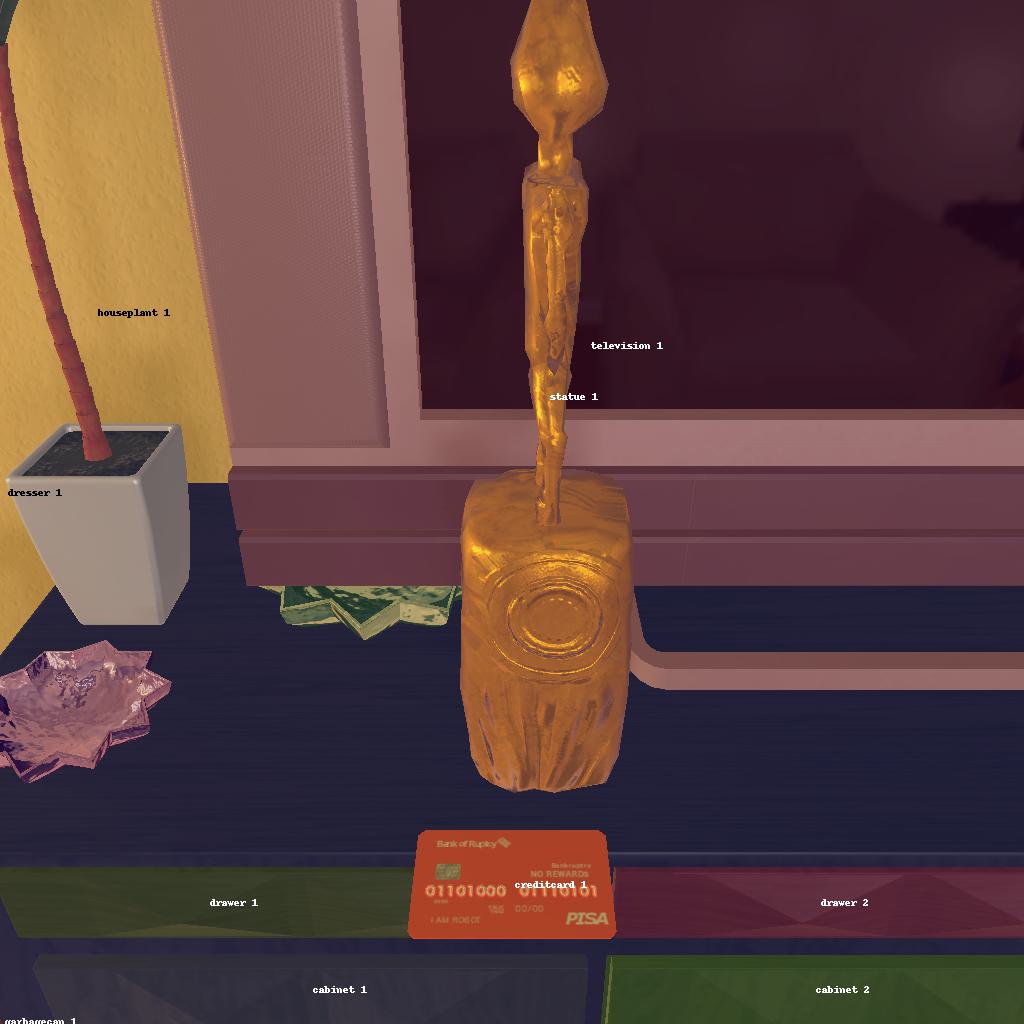 houseplant 1
television 1
statue 1
dresser 1
Bank of Ruptcy
Bankruptcy
NO REWARDS
creditcard 1
01101000
I AM ROBOT
00/00
PISA
drawer 1
drawer 2
cabinet 1
cabinet 2
garbagecan 1